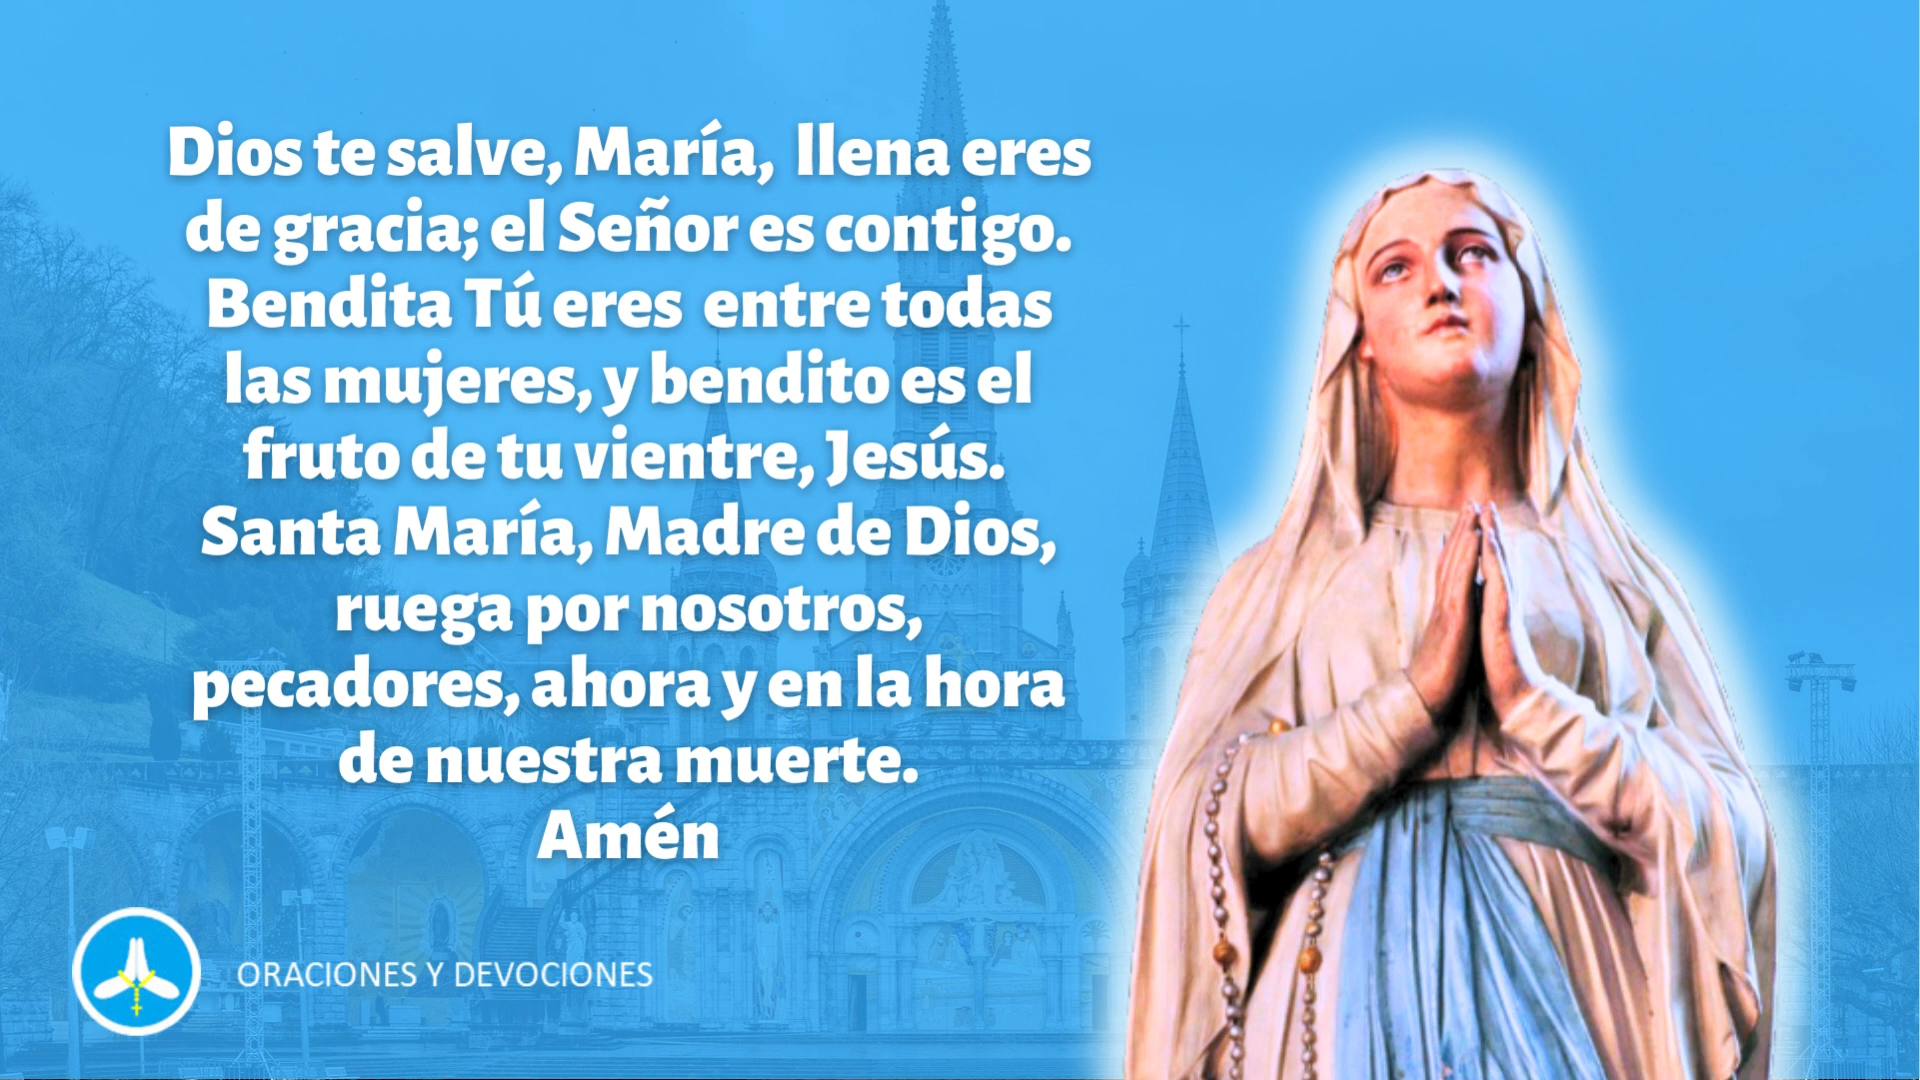 Dios te salve, María, llena eres
de gracia; el Señor es contigo.
Bendita Tú eres entre todas
las mujeres, y bendito es el
fruto de tu vientre, Jesús.
Santa María, Madre de Dios,
ruega por nosotros,
pecadores, ahora y en la hora
de nuestra muerte.
Amén
ORACIONES Y DEVOCIONES